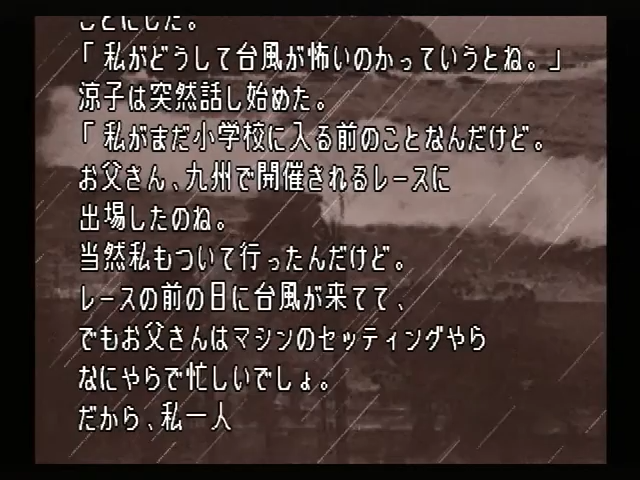 ことにした。
「私がどうして台風が怖いのかっていうとね。」
涼子は突然話し始めた。
「私がまだ小学校に入る前のことなんだけど。
お父さん、九州で開催されるレースに
出場したのね。
当然私もついて行ったんだけど。
レースの前の日に台風が来てて、
でもお父さんはマシンのセッティングやら
なにやらで忙しいでしょ。
だから、私一人